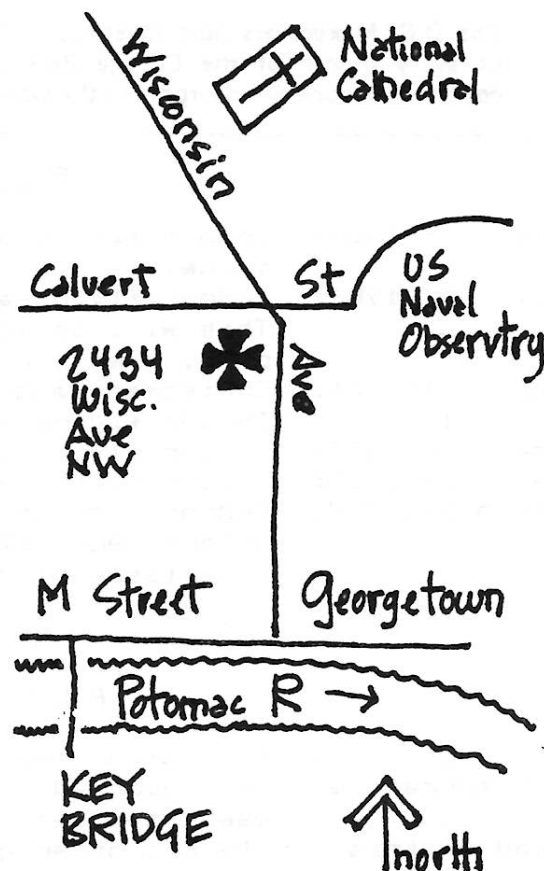 National
Cathedral
Wisconsin
Calvert St
US
Naval
Observtry
Ave
2434
Wisc.
Ave
NW
M Street Georgetown
Potomac R →
KEY
BRIDGE
north